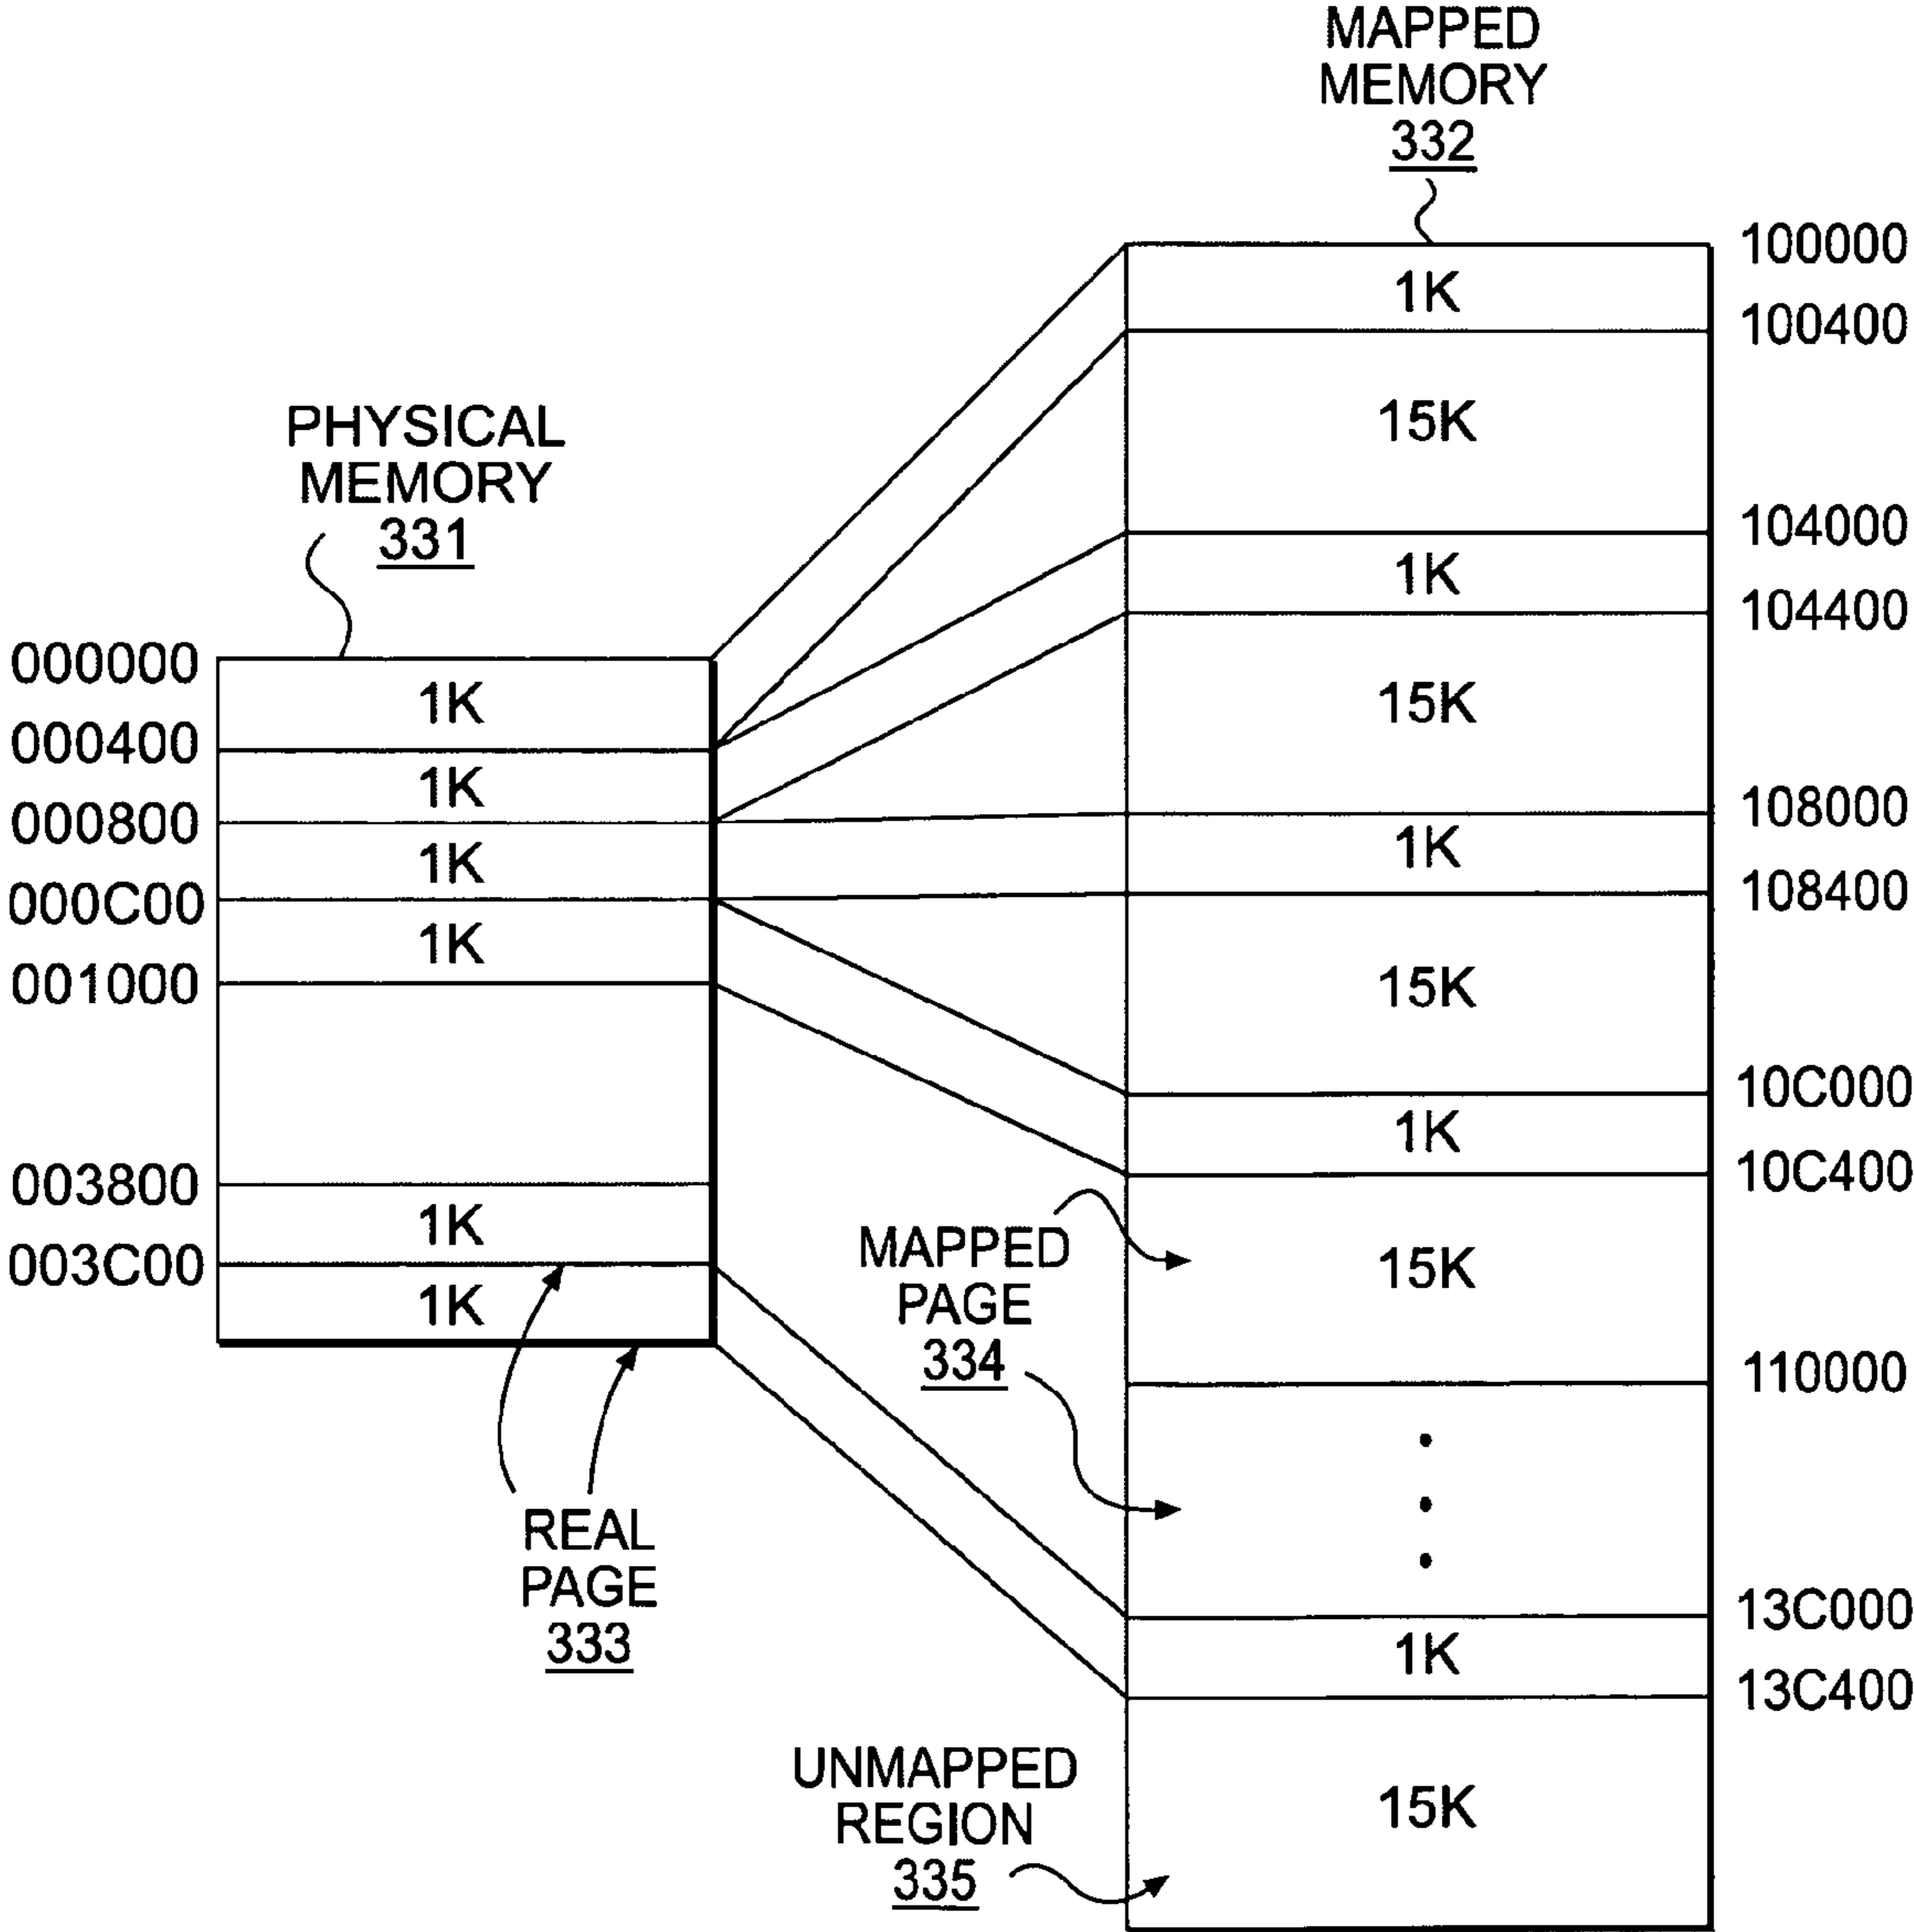 MAPPED
MEMORY
332
100000
1K
100400
15K
PHYSICAL
MEMORY
331
104000
1K
104400
000000
1K
15K
000400
1K
000800
108000
1K
1K
000C00
108400
1K
001000
15K
10C000
1K
003800
10C400
1K
MAPPED
PAGE
334
003C00
15K
1K
110000
.
.
.
REAL
PAGE
333
13C000
1K
13C400
UNMAPPED
REGION
335
15K